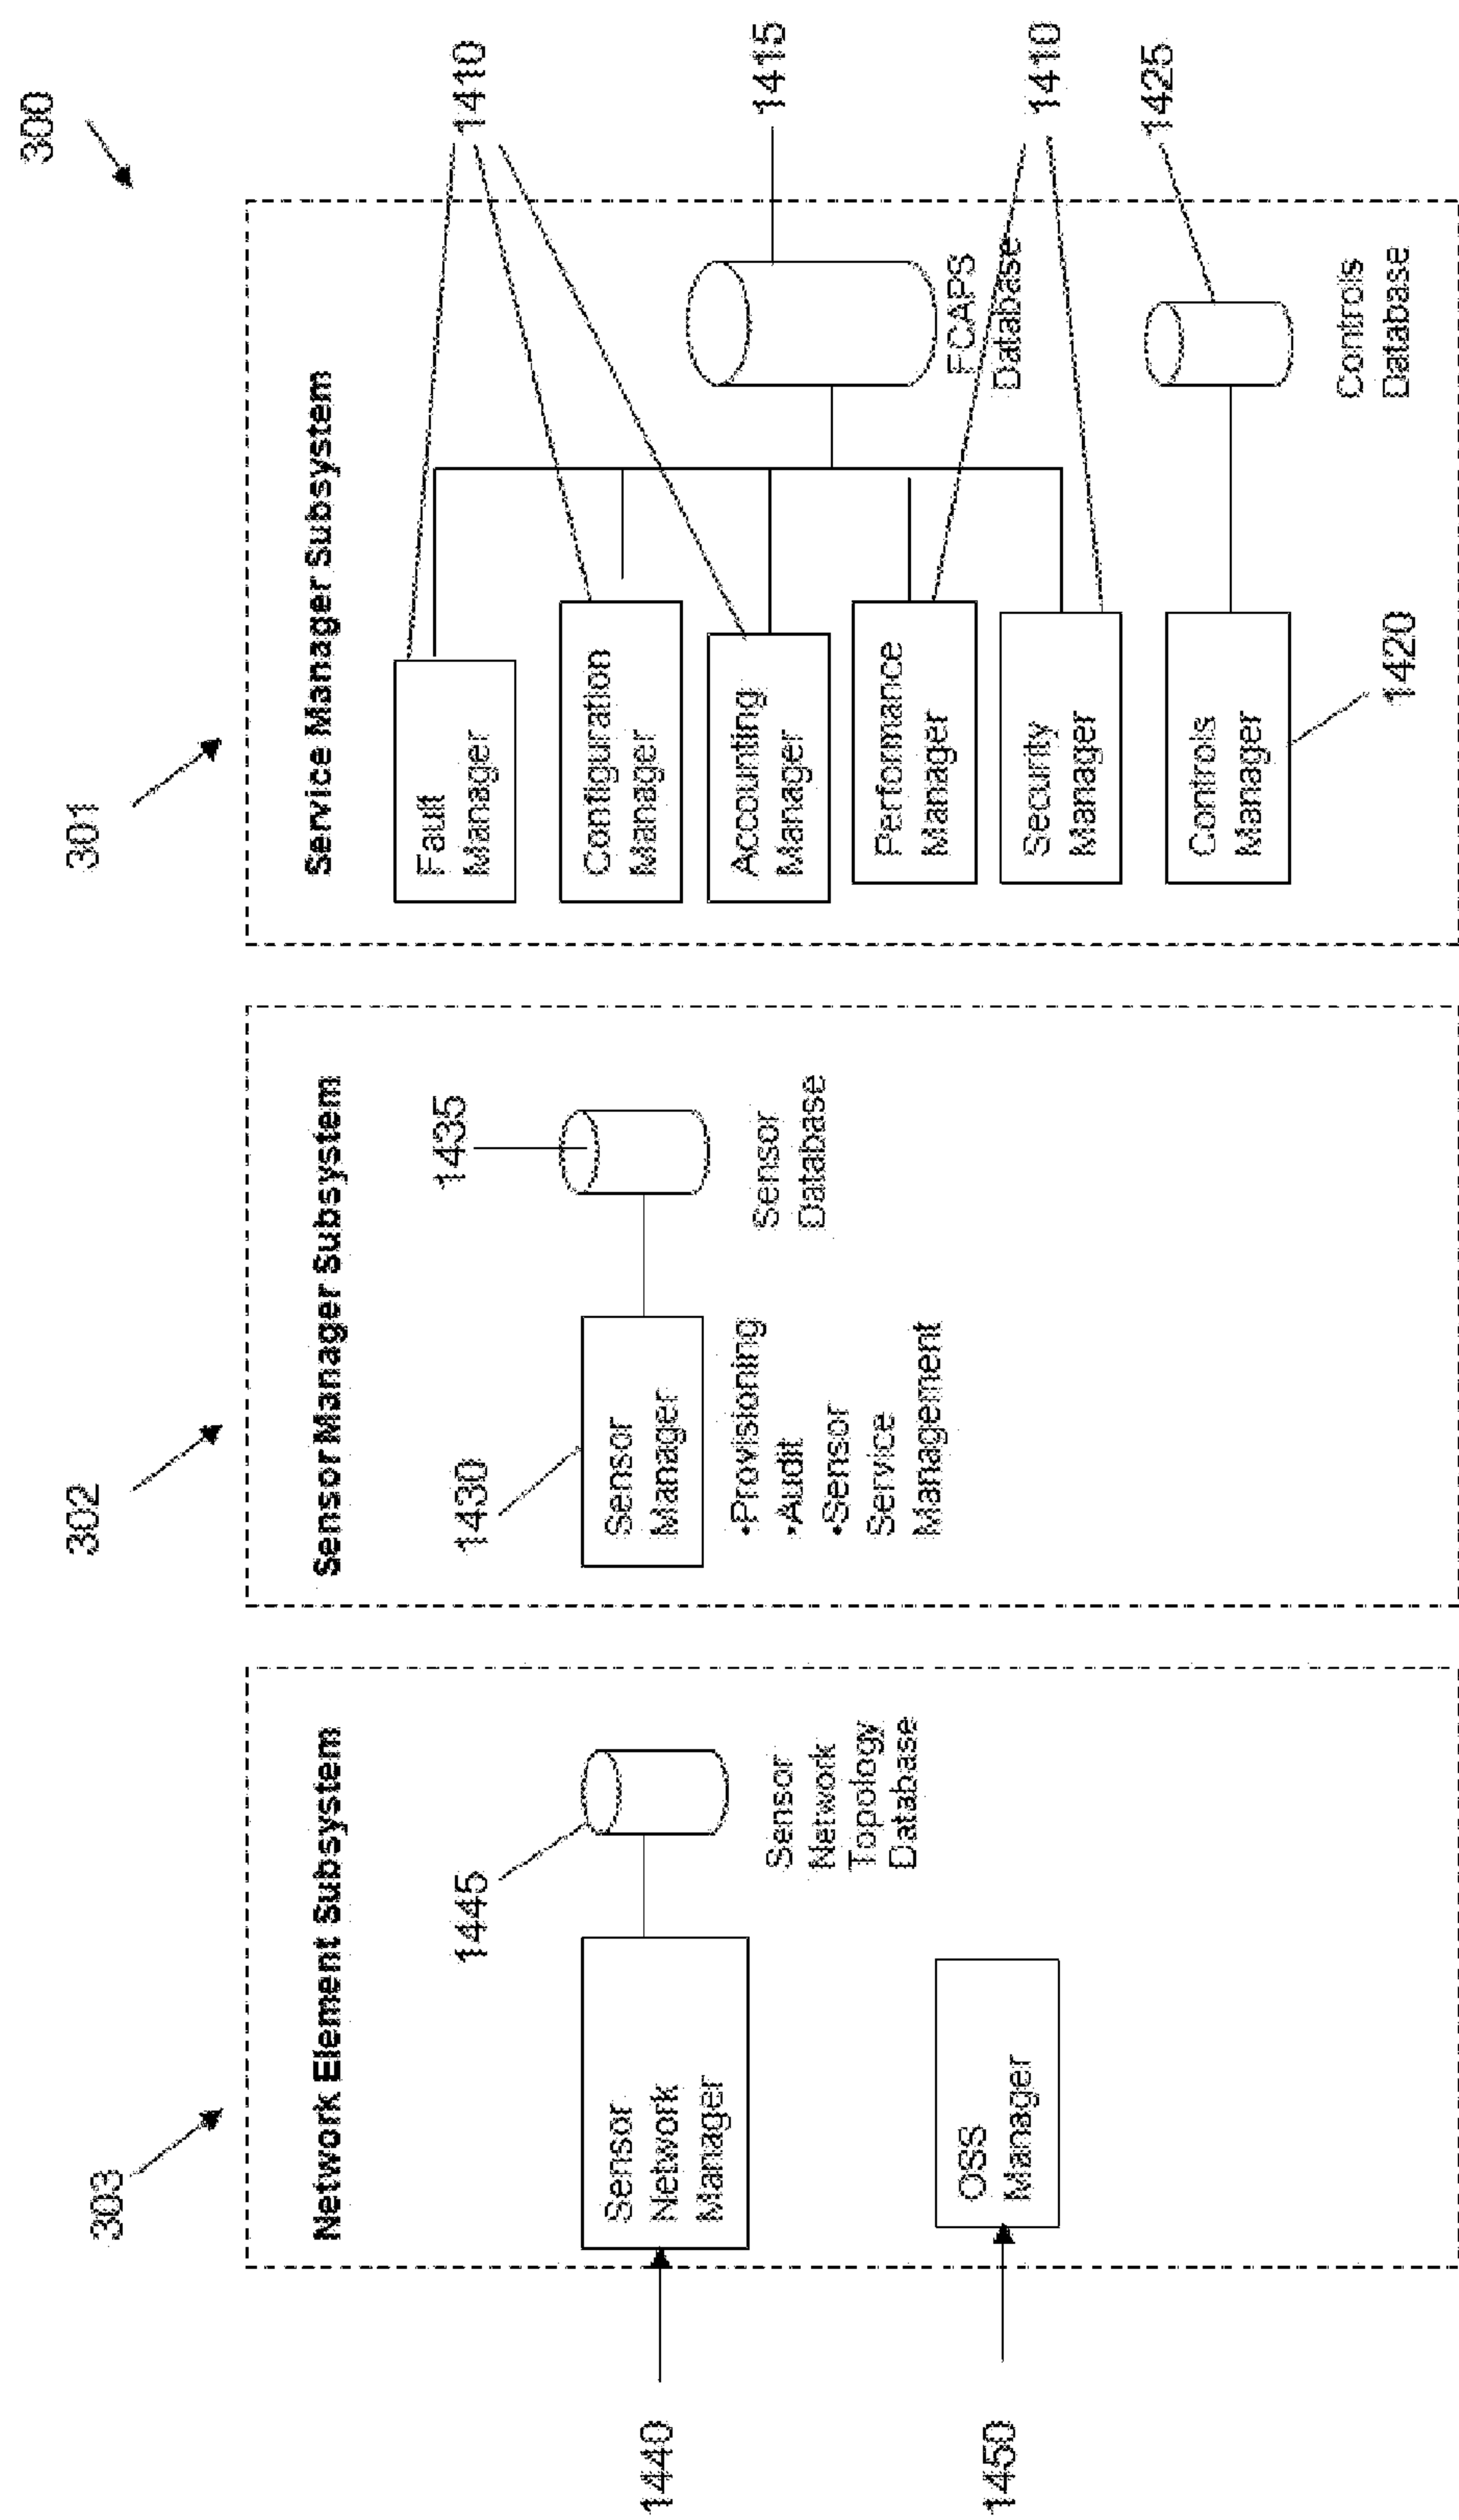 300
303
302
301
Network Element Subsystem
Sensor Manager Subsystem
Service Manager Subsystem
1445
Sensor
Network
Manager
1440
Sensor
Network
Topology
Database
OSS
Manager
1450
1430
1435
Sensor
Manager
•Provisioning
•Audit
•Sensor
Service
Management
Sensor
Database
Fault
Manager
1410
Configuration
Manager
Accounting
Manager
1415
Performance
Manager
FCAPS
Database
Security
Manager
1410
Controls
Manager
1425
1420
Controls
Database